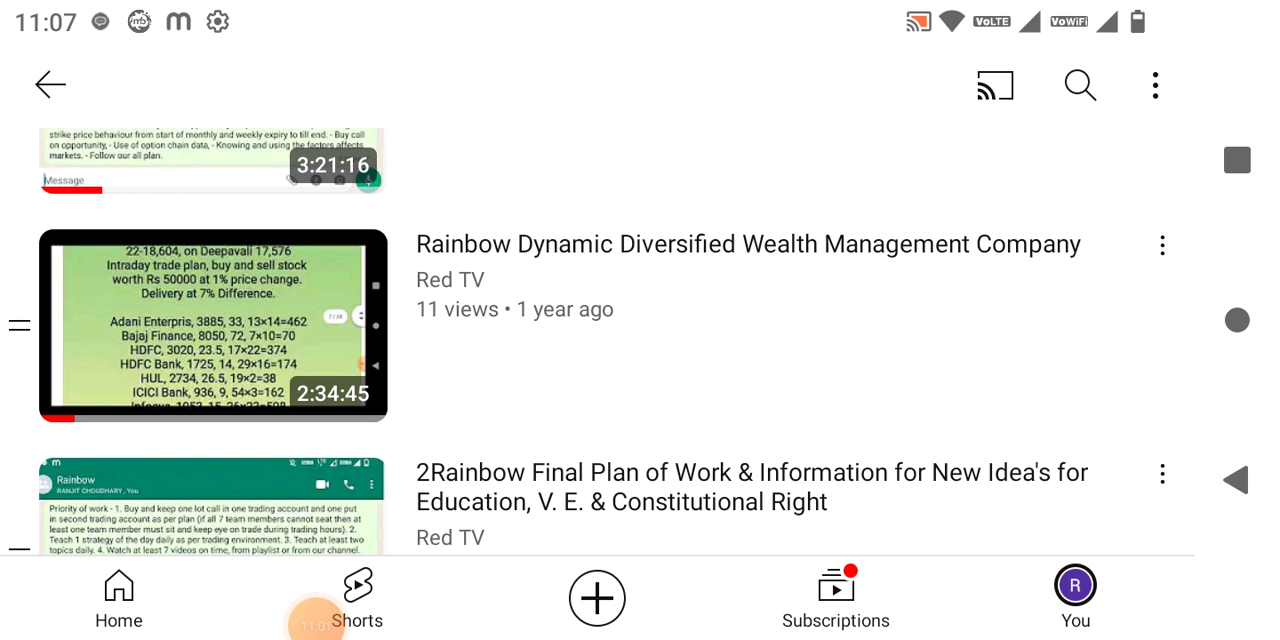 11:07
VoLTE VoWiFi
strike price behaviour from start of monthly and weekly expiry to till end. - Buy call
on opportunity, - Use of option chain data, - Knowing and using the factors affects
markets. - Follow our all plan.
3:21:16
Message
22-18,604, on Deepavali 17,576
Intraday trade plan, buy and sell stock
worth Rs 50000 at 1% price change.
Delivery at 7% Difference.
Adani Enterpris, 3885, 33, 13×14=462
Bajaj Finance, 8050, 72, 7×10=70
HDFC, 3020, 23.5, 17×22=374
HDFC Bank, 1725, 14, 29×16=174
HUL, 2734, 26.5, 19×2=38
ICICI Bank, 936, 9, 54×3=162
2:34:45
Rainbow Dynamic Diversified Wealth Management Company
Red TV
11 views • 1 year ago
Rainbow
RANJIT CHOUDHARY, You
Priority of work - 1. Buy and keep one lot call in one trading account and one put
in second trading account as per plan (if all 7 team members cannot seat then at
least one team member must sit and keep eye on trade during trading hours). 2.
Teach 1 strategy of the day daily as per trading environment. 3. Teach at least two
topics daily. 4. Watch at least 7 videos on time, from playlist or from our channel.
2Rainbow Final Plan of Work & Information for New Idea's for
Education, V. E. & Constitutional Right
Red TV
Home
11:01
Shorts
Subscriptions
R
You